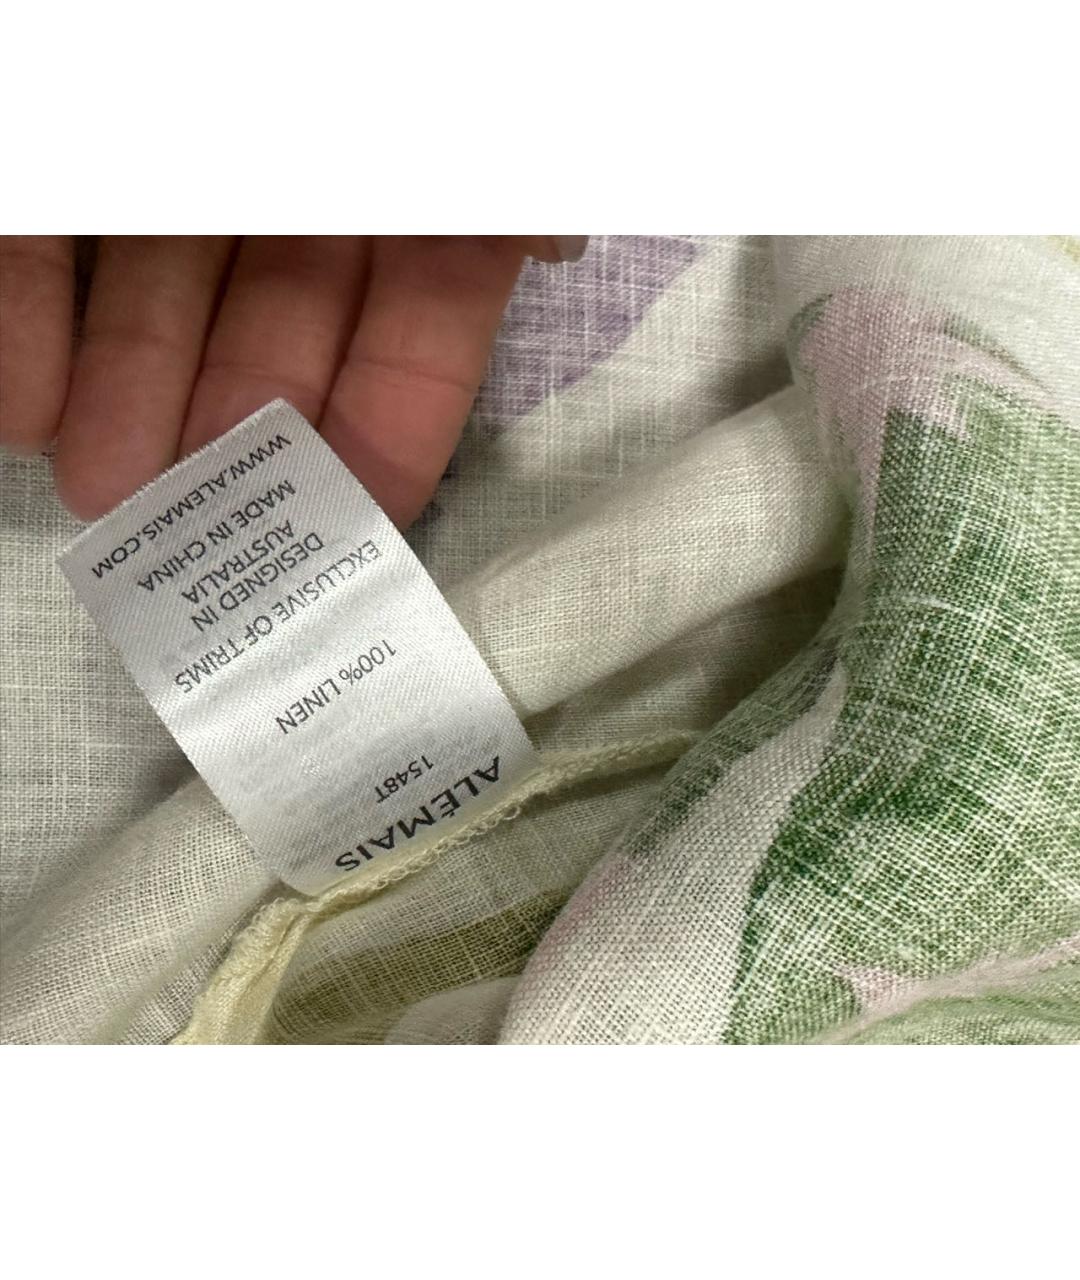 ALÉMAIS
1548T
100% LINEN
EXCLUSIVE OF TRIMS
DESIGNED IN
AUSTRALIA
MADE IN CHINA
WWW.ALEMAIS.COM